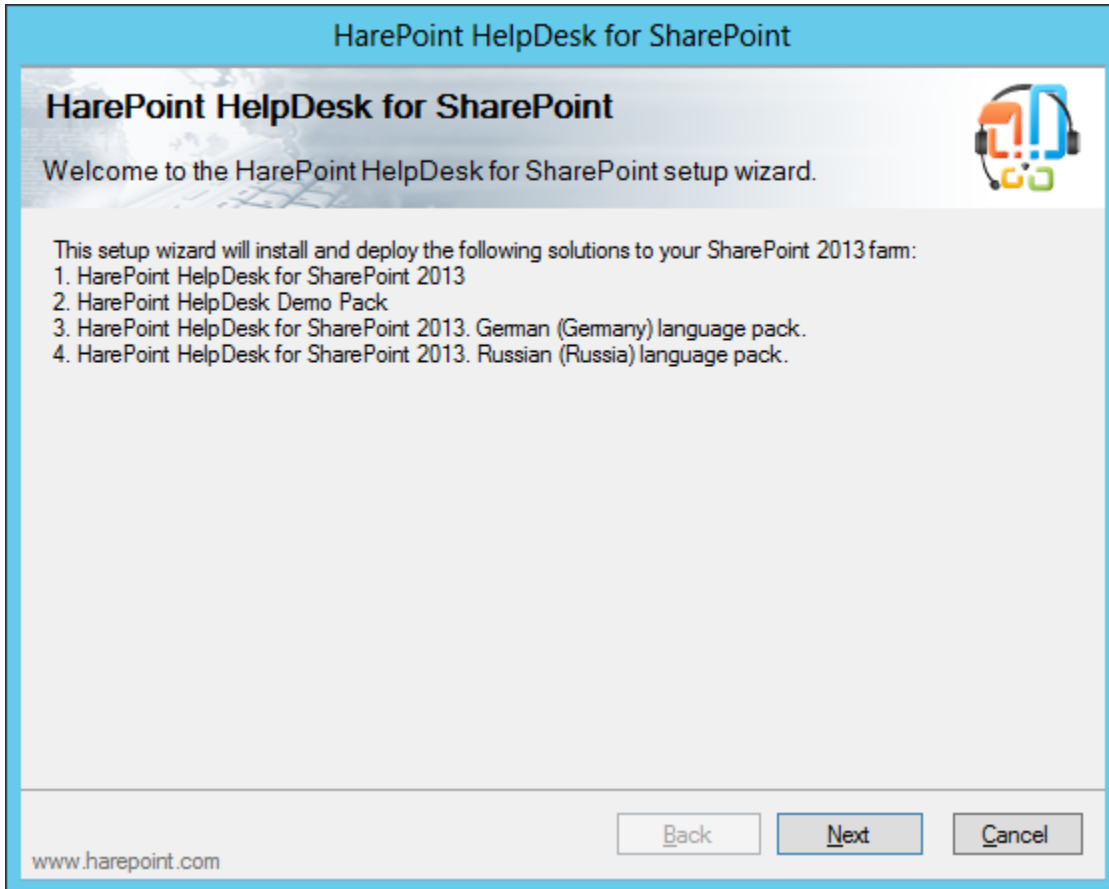 HarePoint HelpDesk for SharePoint
HarePoint HelpDesk for SharePoint
Welcome to the HarePoint HelpDesk for SharePoint setup wizard.
This setup wizard will install and deploy the following solutions to your SharePoint 2013 farm:
1. HarePoint HelpDesk for SharePoint 2013
2. HarePoint HelpDesk Demo Pack
3. HarePoint HelpDesk for SharePoint 2013. German (Germany) language pack.
4. HarePoint HelpDesk for SharePoint 2013. Russian (Russia) language pack.
Back Next Cancel
www.harepoint.com